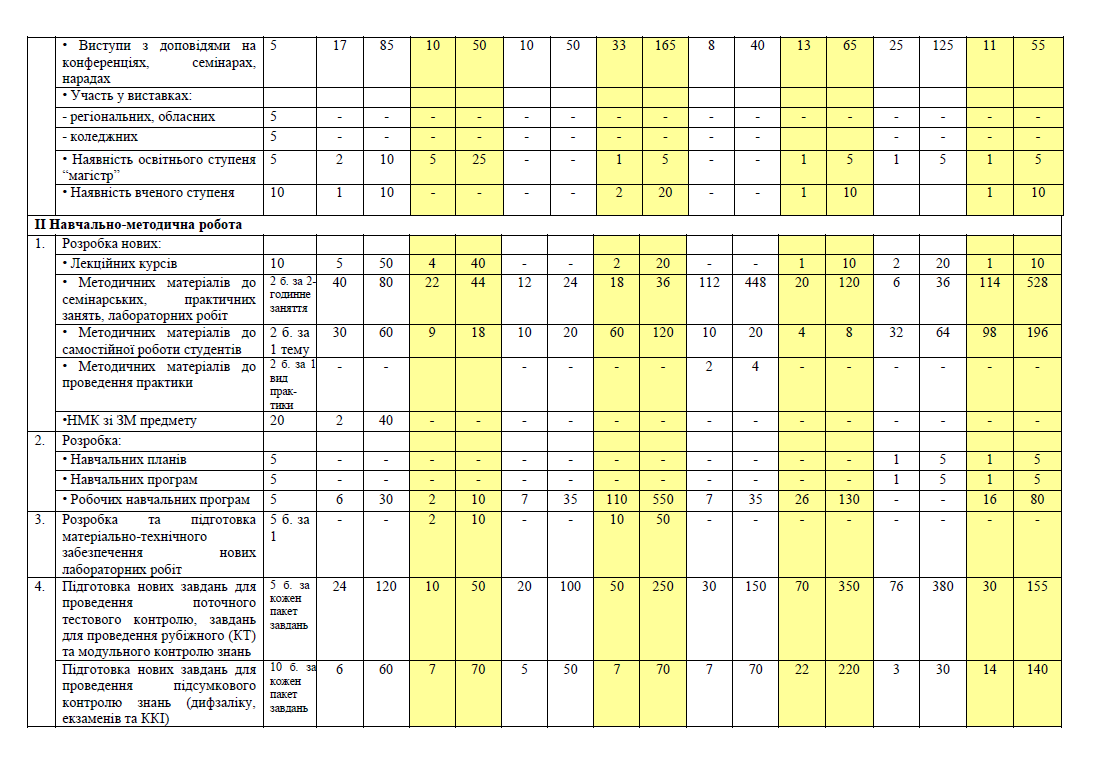 • Виступи з доповідями на 5 17 85 10 50 10 50 33 165 8 40 13 65 25 125 11 55
конференціях, семінарах,
нарадах
• Участь у виставках:
- регіональних, обласних 5 - - - - - - - - - - - - - - - -
- коледжних 5 - - - - - - - - - - - - - - - -
• Наявність освітнього ступеня 5 2 10 5 25 - - 1 5 - - 1 5 1 5 1 5
“магістр”
• Наявність вченого ступеня 10 1 10 - - - - 2 20 - - 1 10 1 10
ІІ Навчально-методична робота
1. Розробка нових:
• Лекційних курсів 10 5 50 4 40 - - 2 20 - - 1 10 2 20 1 10
• Методичних матеріалів до 2 б. за 2- 40 80 22 44 12 24 18 36 112 448 20 120 6 36 114 528
семінарських, практичних годинне
занять, лабораторних робіт заняття
• Методичних матеріалів до 2 б. за 30 60 9 18 10 20 60 120 10 20 4 8 32 64 98 196
самостійної роботи студентів 1 тему
• Методичних матеріалів до 2 б. за 1 - - - - - - 2 4 - - - - - -
проведення практики вид
прак-
тики
•НМК зі ЗМ предмету 20 2 40 - - - - - - - - - - - - - -
2. Розробка:
• Навчальних планів 5 - - - - - - - - - - - - 1 5 1 5
• Навчальних програм 5 - - - - - - - - - - - - 1 5 1 5
• Робочих навчальних програм 5 6 30 2 10 7 35 110 550 7 35 26 130 - - 16 80
3. Розробка та підготовка 5 б. за - - 2 10 - - 10 50 - - - - - - - -
матеріально-технічного 1
забезпечення нових
лабораторних робіт
4. Підготовка нових завдань для 5 б. за 24 120 10 50 20 100 50 250 30 150 70 350 76 380 30 155
проведення поточного кожен
тестового контролю, завдань пакет
для проведення рубіжного (КТ) завдань
та модульного контролю знань
Підготовка нових завдань для 10 б. за 6 60 7 70 5 50 7 70 7 70 22 220 3 30 14 140
проведення підсумкового кожен
контролю знань (дифзаліку, пакет
екзаменів та ККІ) завдань